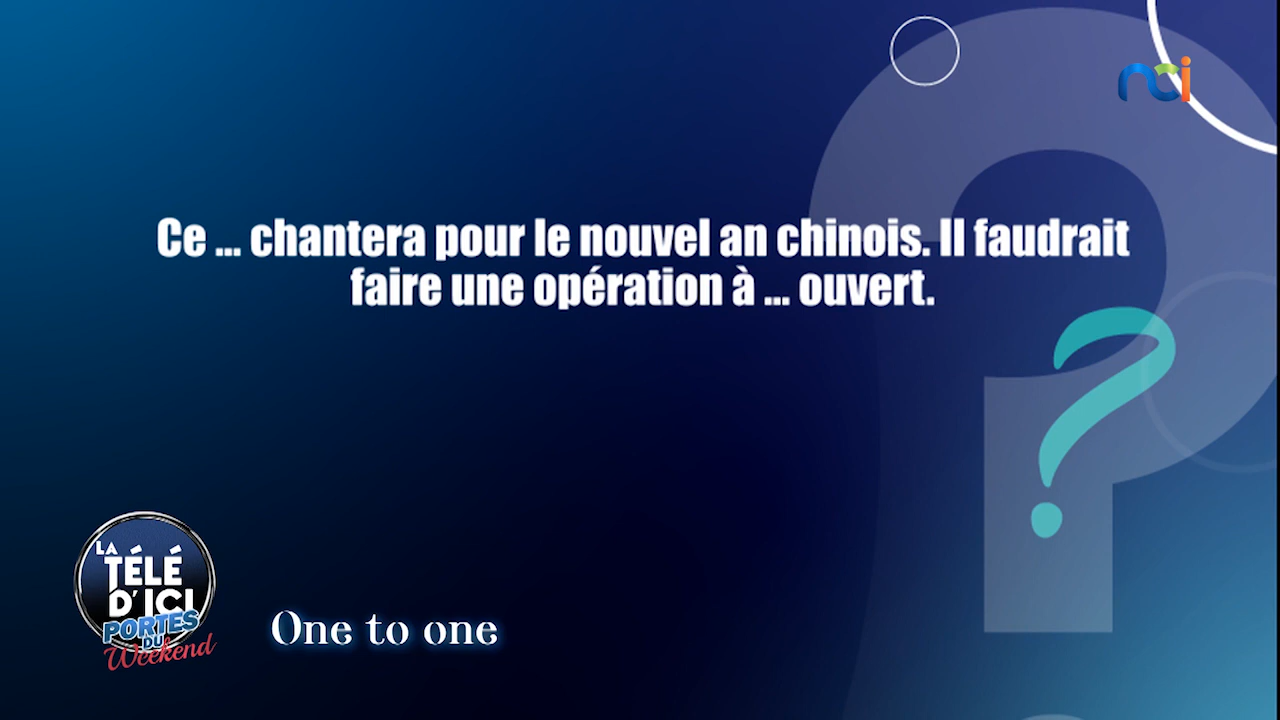 nci
Ce ... chantera pour le nouvel an chinois. Il faudrait
faire une opération à ... ouvert.
LA
TÉLÉ
D'ICI
PORTES
DU
Weekend
One to one